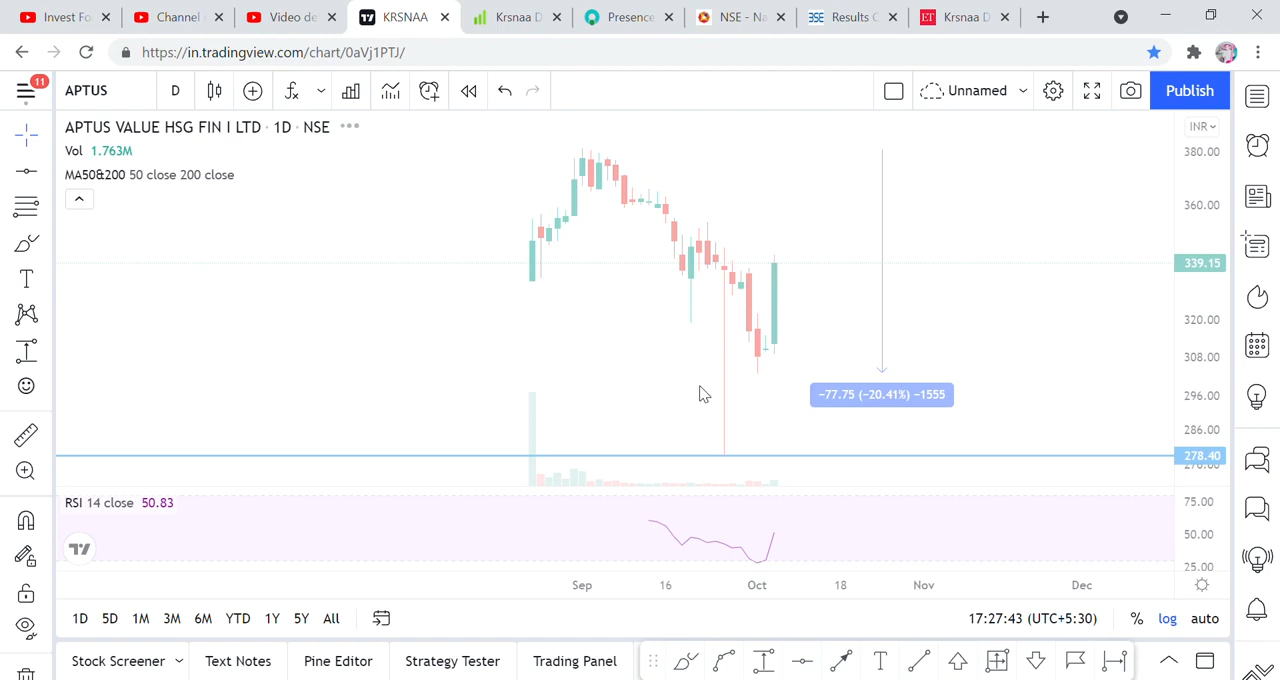 Invest Fo
Channel
Video de
KRSNAA
Krsnaa D
Presence
NSE - Na
BSE Results C
ET Krsnaa D
https://in.tradingview.com/chart/0aVj1PTJ/
11
APTUS
D
Unnamed
Publish
APTUS VALUE HSG FIN I LTD · 1D · NSE
INR
Vol 1.763M
MA50&200 50 close 200 close
380.00
360.00
339.15
320.00
308.00
296.00
286.00
278.40
−77.75 (−20.41%) −1555
RSI 14 close 50.83
75.00
50.00
25.00
Sep 16 Oct 18 Nov Dec
1D 5D 1M 3M 6M YTD 1Y 5Y All
17:27:43 (UTC+5:30)
% log auto
Stock Screener
Text Notes
Pine Editor
Strategy Tester
Trading Panel